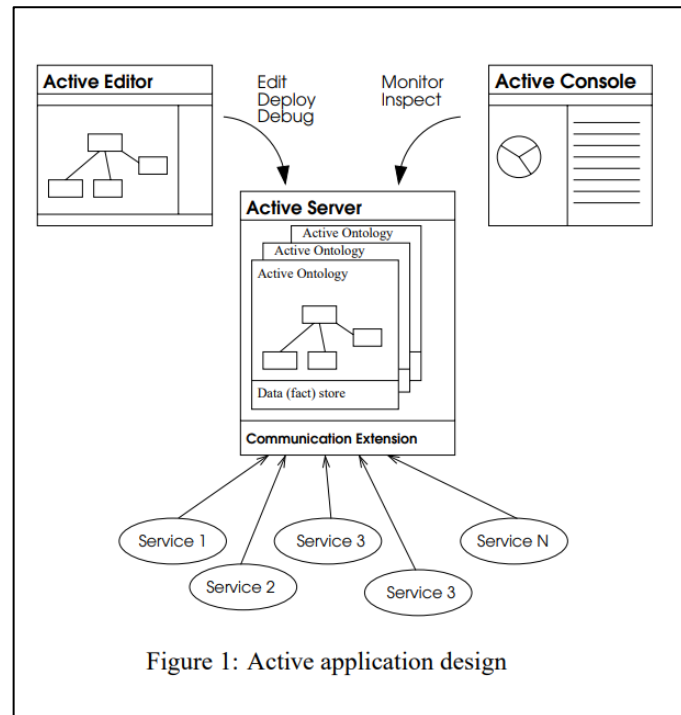 Active Editor
Edit
Deploy
Debug
Monitor
Inspect
Active Console
Active Server
Active Ontology
Active Ontology
Active Ontology
Data (fact) store
Communication Extension
Service 1
Service 3
Service N
Service 2
Service 3
Figure 1: Active application design